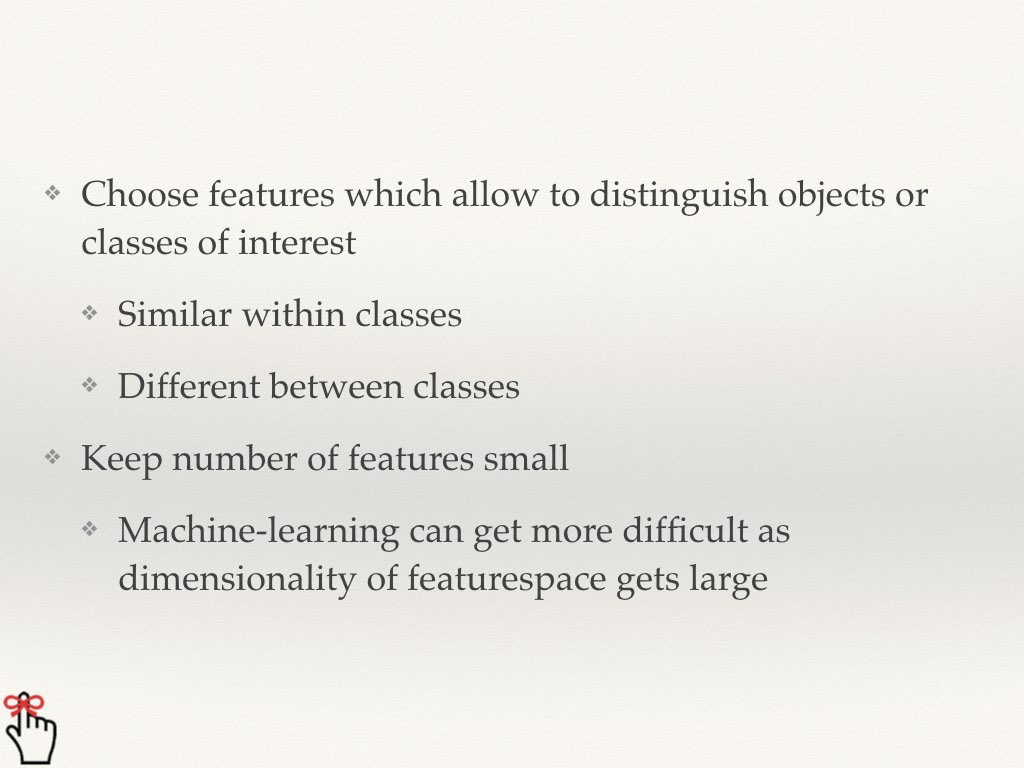 ❖ Choose features which allow to distinguish objects or
classes of interest
❖ Similar within classes
❖ Different between classes
❖ Keep number of features small
❖ Machine-learning can get more difficult as
dimensionality of featurespace gets large